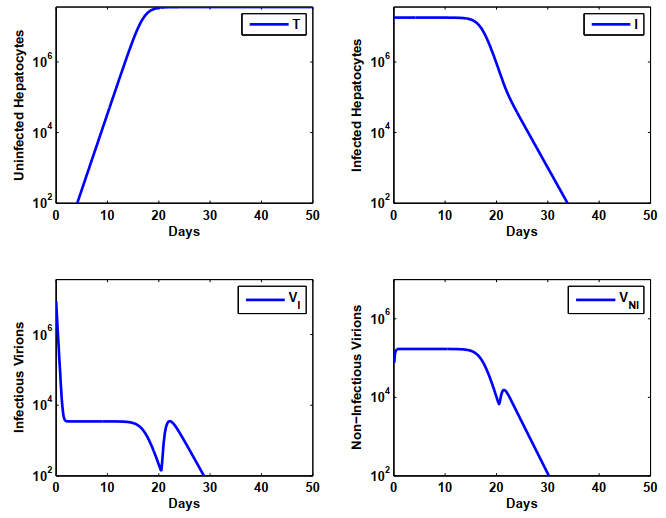 T
Uninfected Hepatocytes
10^6
10^4
10^2
0 10 20 30 40 50
Days
I
Infected Hepatocytes
10^6
10^4
10^2
0 10 20 30 40 50
Days
V_I
Infectious Virions
10^6
10^4
10^2
0 10 20 30 40 50
Days
V_NI
Non-Infectious Virions
10^6
10^4
10^2
0 10 20 30 40 50
Days